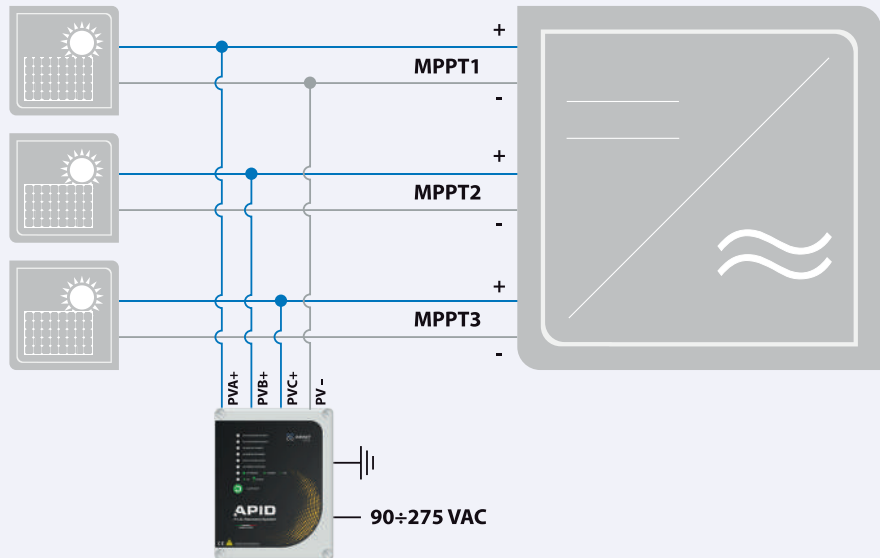 +
MPPT1
-
+
MPPT2
-
+
MPPT3
-
PVA+
PVB+
PVC+
PV -
APID
90÷275 VAC